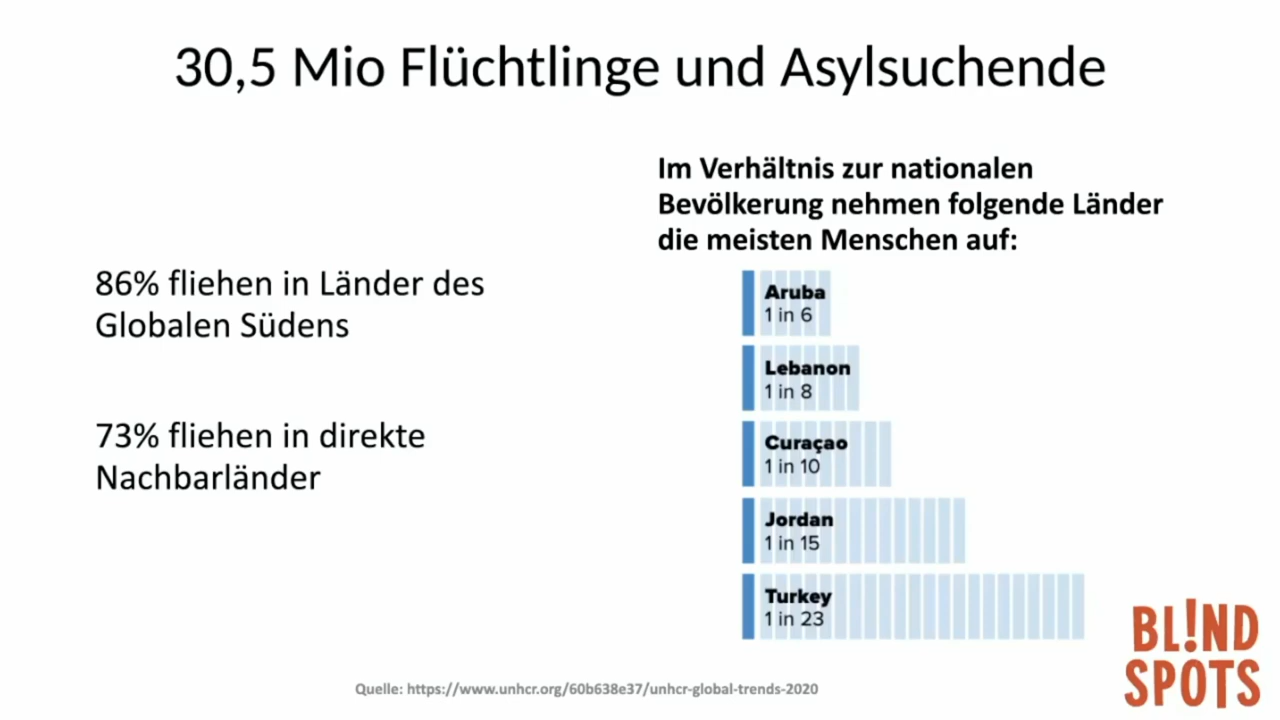 30,5 Mio Flüchtlinge und Asylsuchende
86% fliehen in Länder des
Globalen Südens
73% fliehen in direkte
Nachbarländer
Im Verhältnis zur nationalen
Bevölkerung nehmen folgende Länder
die meisten Menschen auf:
Aruba
1 in 6
Lebanon
1 in 8
Curaçao
1 in 10
Jordan
1 in 15
Turkey
1 in 23
Quelle: https://www.unhcr.org/60b638e37/unhcr-global-trends-2020
BL!ND
SPOTS